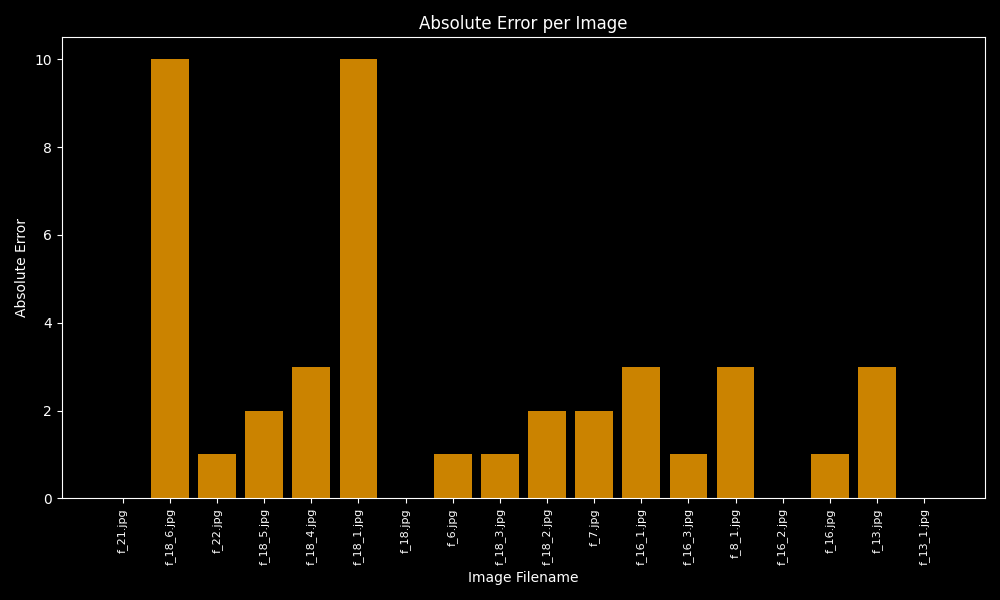 Absolute Error per Image
Absolute Error
10
8
6
4
2
0
f_21.jpg
f_18_6.jpg
f_22.jpg
f_18_5.jpg
f_18_4.jpg
f_18_1.jpg
f_18.jpg
f_6.jpg
f_18_3.jpg
f_18_2.jpg
f_7.jpg
f_16_1.jpg
f_16_3.jpg
f_8_1.jpg
f_16_2.jpg
f_16.jpg
f_13.jpg
f_13_1.jpg
Image Filename